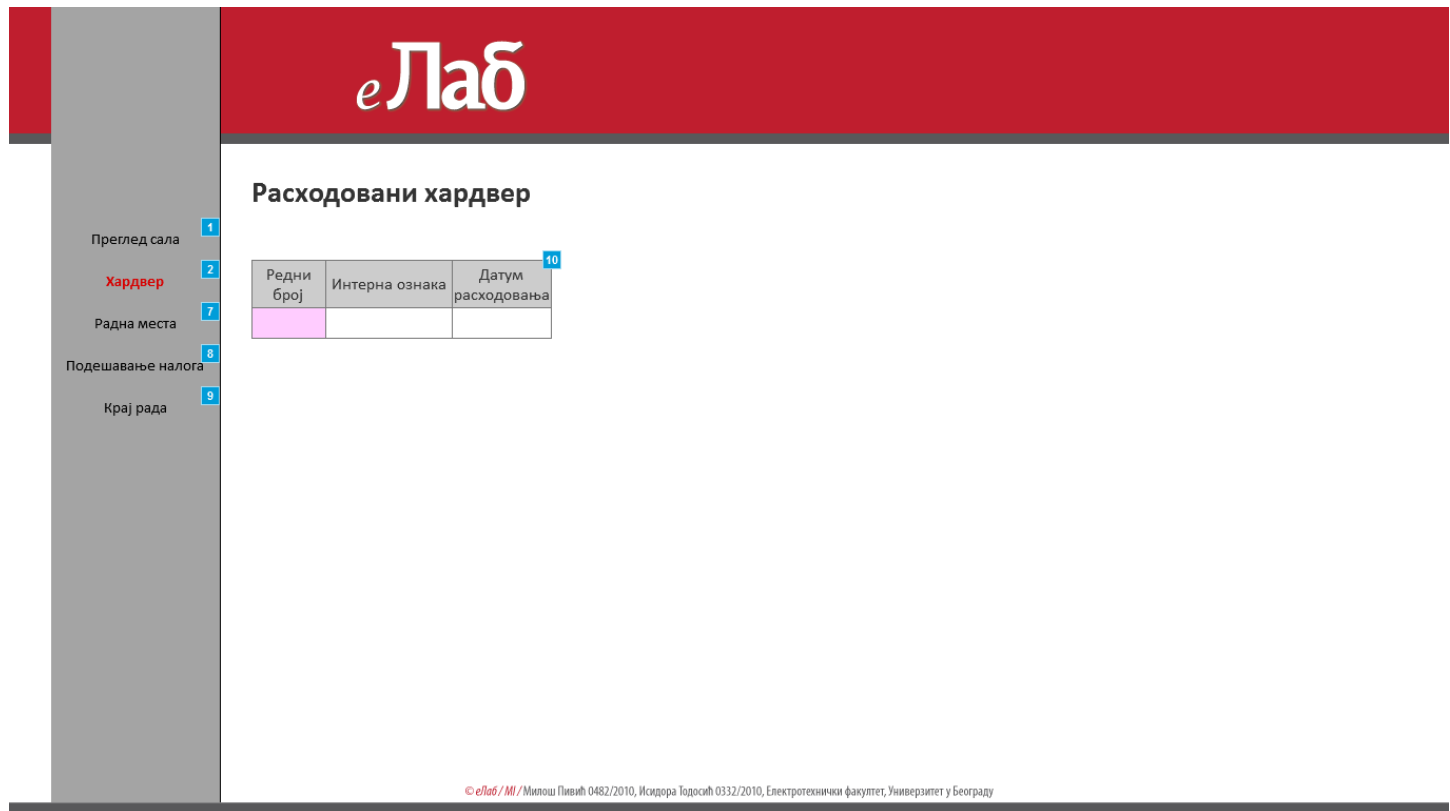 еЛаб
Расходовани хардвер
1
Преглед сала
2
Хардвер
7
Радна места
8
Подешавање налога
9
Крај рада
10
Редни број
Интерна ознака
Датум расходовања
© еЛаб / MI / Милош Пивић 0482/2010, Исидора Тодосић 0332/2010, Електротехнички факултет, Универзитет у Београду